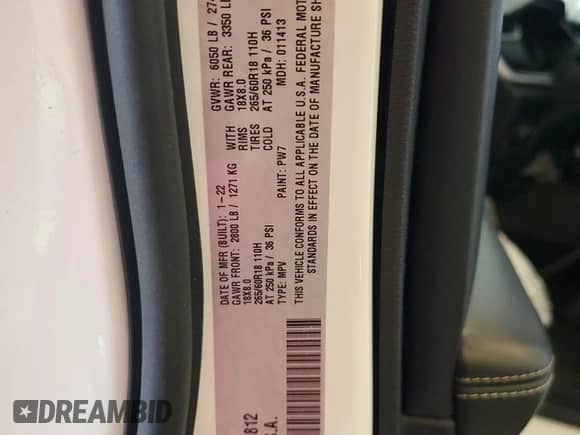 DATE OF MFR (BUILT): 1-22 GVWR: 6050 LB / 274
GAWR FRONT: 2800 LB / 1271 KG WITH GAWR REAR: 3350 LB
18X8.0 RIMS 18X8.0
265/60R18 110H TIRES 265/60R18 110H
AT 250 kPa / 36 PSI COLD AT 250 kPa / 36 PSI
TYPE: MPV PAINT: PW7 MDH: 011413
THIS VEHICLE CONFORMS TO ALL APPLICABLE U.S.A. FEDERAL MOT
STANDARDS IN EFFECT ON THE DATE OF MANUFACTURE SH
812
.A.
DREAMBID